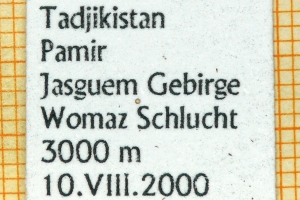 Tadjikistan
Pamir
Jasguem Gebirge
Womaz Schlucht
3000 m
10.VIII.2000